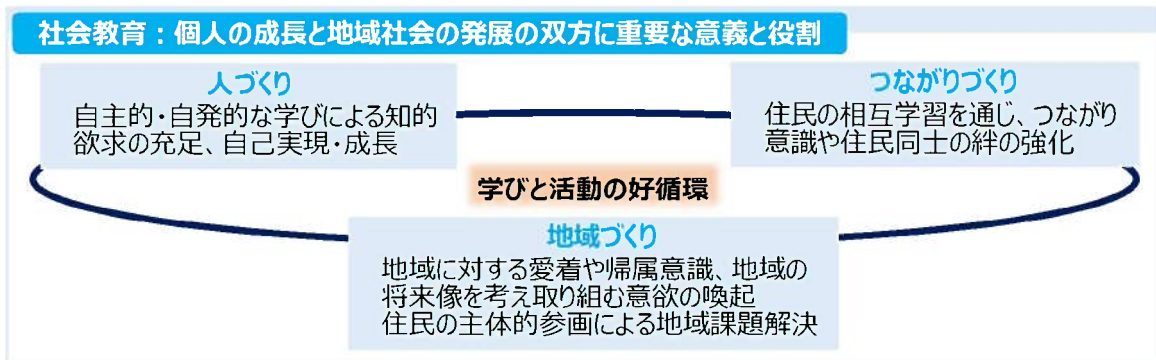 社会教育：個人の成長と地域社会の発展の双方に重要な意義と役割
人づくり
自主的・自発的な学びによる知的
欲求の充足、自己実現・成長
つながりづくり
住民の相互学習を通じ、つながり
意識や住民同士の絆の強化
学びと活動の好循環
地域づくり
地域に対する愛着や帰属意識、地域の
将来像を考え取り組む意欲の喚起
住民の主体的参画による地域課題解決